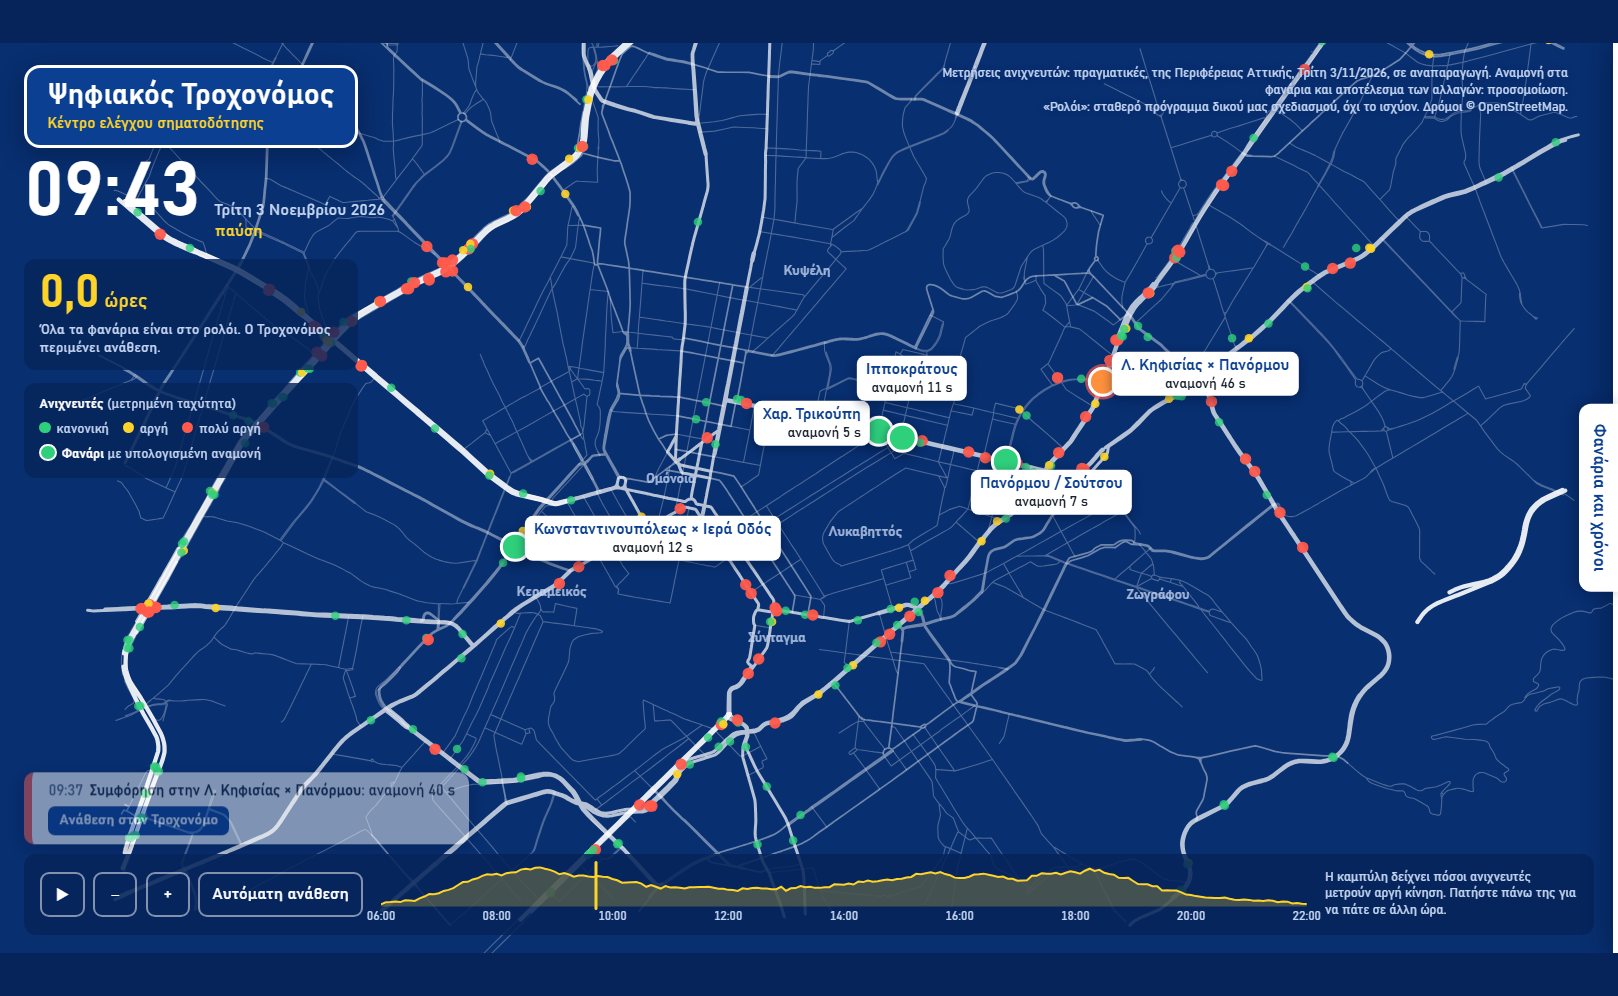 Ψηφιακός Τροχονόμος
Κέντρο ελέγχου σηματοδότησης
09:43
Τρίτη 3 Νοεμβρίου 2026
παύση
0,0 ώρες
Όλα τα φανάρια είναι στο ρολόι. Ο Τροχονόμος
περιμένει ανάθεση.
Ανιχνευτές (μετρημένη ταχύτητα)
κανονική αργή πολύ αργή
Φανάρι με υπολογισμένη αναμονή
Μετρήσεις ανιχνευτών: πραγματικές, της Περιφέρειας Αττικής, Τρίτη 3/11/2026, σε αναπαραγωγή. Αναμονή στα
φανάρια και αποτέλεσμα των αλλαγών: προσομοίωση.
«Ρολόι»: σταθερό πρόγραμμα δικού μας σχεδιασμού, όχι το ισχύον. Δρόμοι © OpenStreetMap.
Κυψέλη
Ιπποκράτους
αναμονή 11 s
Λ. Κηφισίας × Πανόρμου
αναμονή 46 s
Χαρ. Τρικούπη
αναμονή 5 s
Ομόνοια
Πανόρμου / Σούτσου
αναμονή 7 s
Κωνσταντινουπόλεως × Ιερά Οδός
αναμονή 12 s
Λυκαβηττός
Κεραμεικός
Ζωγράφου
Σύνταγμα
Φανάρια και χρόνοι
09:37 Συμφόρηση στην Λ. Κηφισίας × Πανόρμου: αναμονή 40 s
Ανάθεση στον Τροχονόμο
– + Αυτόματη ανάθεση
06:00 08:00 10:00 12:00 14:00 16:00 18:00 20:00 22:00
Η καμπύλη δείχνει πόσοι ανιχνευτές
μετρούν αργή κίνηση. Πατήστε πάνω της για
να πάτε σε άλλη ώρα.